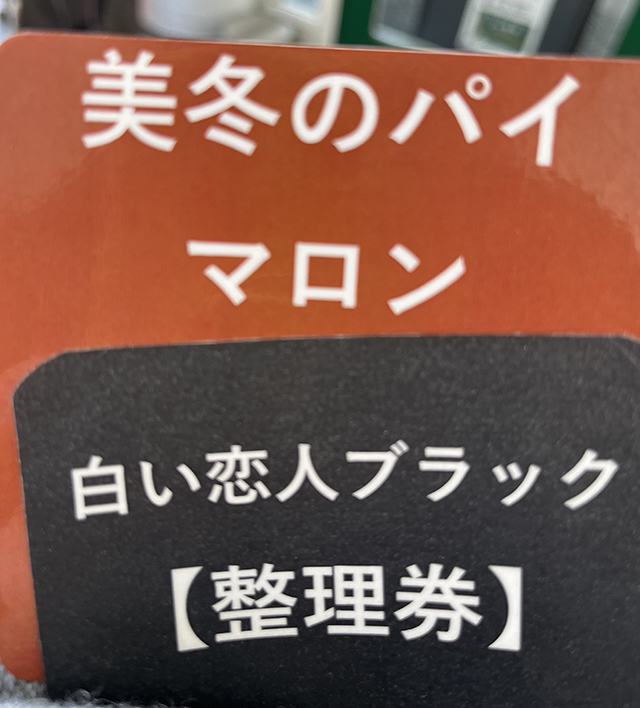 美冬のパイ
マロン
白い恋人ブラック
【整理券】